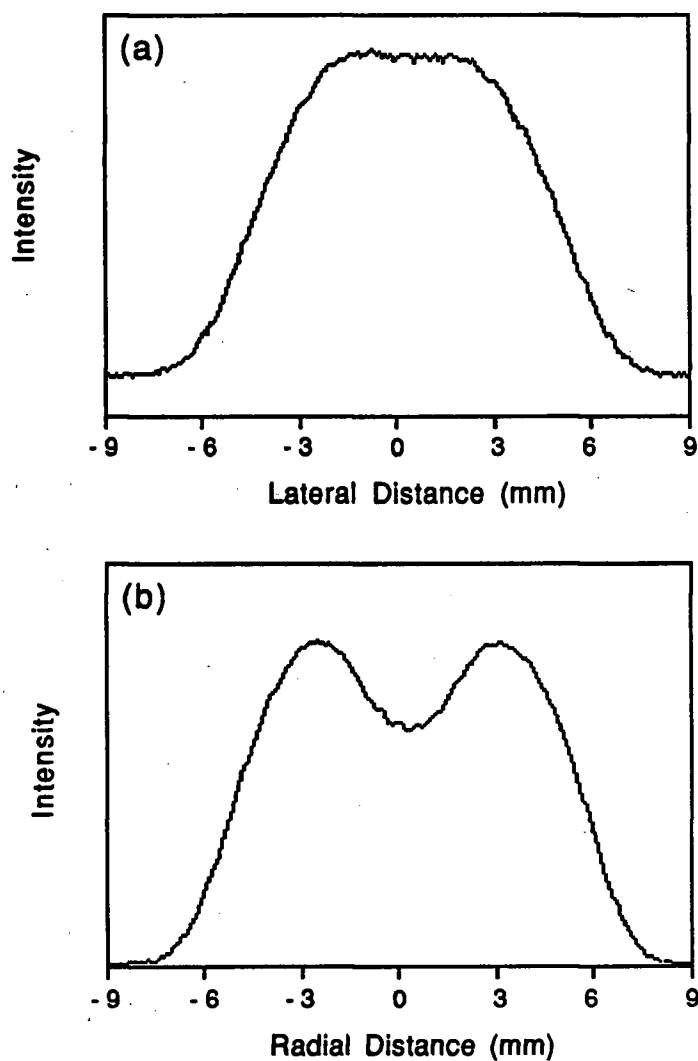 (a)
Intensity
-9 -6 -3 0 3 6 9
Lateral Distance (mm)
(b)
Intensity
-9 -6 -3 0 3 6 9
Radial Distance (mm)